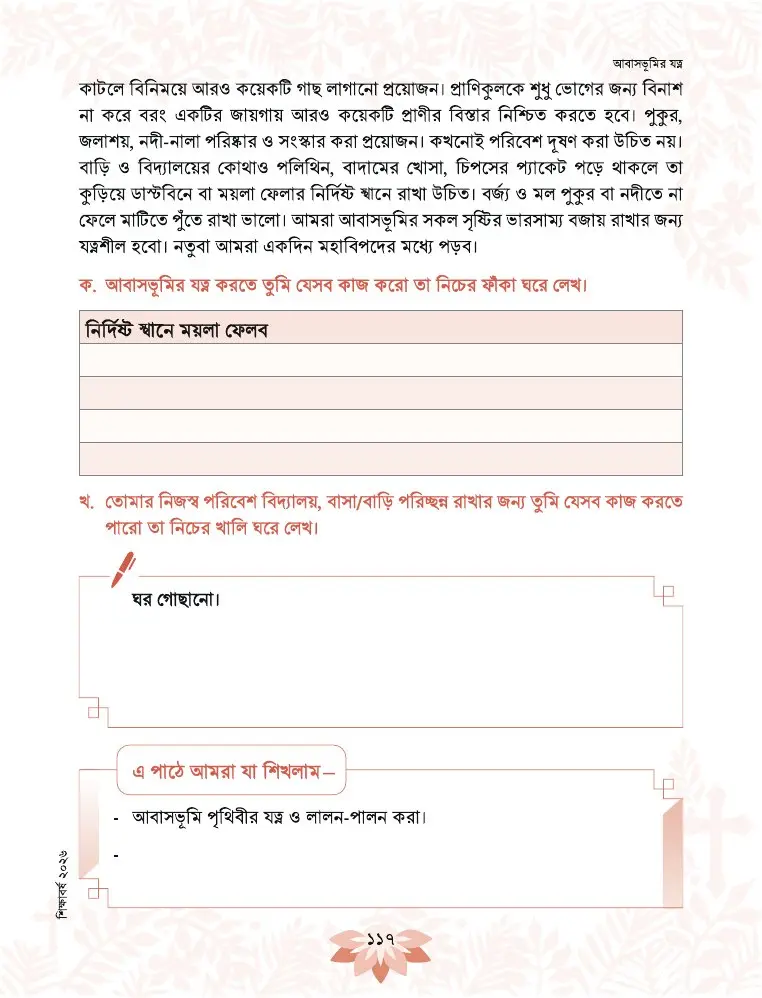 আবাসভূমির যত্ন
কাটলে বিনিময়ে আরও কয়েকটি গাছ লাগানো প্রয়োজন। প্রাণিকুলকে শুধু ভোগের জন্য বিনাশ
না করে বরং একটির জায়গায় আরও কয়েকটি প্রাণীর বিস্তার নিশ্চিত করতে হবে। পুকুর,
জলাশয়, নদী-নালা পরিষ্কার ও সংস্কার করা প্রয়োজন। কখনোই পরিবেশ দূষণ করা উচিত নয়।
বাড়ি ও বিদ্যালয়ের কোথাও পলিথিন, বাদামের খোসা, চিপসের প্যাকেট পড়ে থাকলে তা
কুড়িয়ে ডাস্টবিনে বা ময়লা ফেলার নির্দিষ্ট স্থানে রাখা উচিত। বর্জ্য ও মল পুকুর বা নদীতে না
ফেলে মাটিতে পুঁতে রাখা ভালো। আমরা আবাসভূমির সকল সৃষ্টির ভারসাম্য বজায় রাখার জন্য
যত্নশীল হবো। নতুবা আমরা একদিন মহাবিপদের মধ্যে পড়ব।
ক. আবাসভূমির যত্ন করতে তুমি যেসব কাজ করো তা নিচের ফাঁকা ঘরে লেখ।
নির্দিষ্ট স্থানে ময়লা ফেলব
খ. তোমার নিজস্ব পরিবেশ বিদ্যালয়, বাসা/বাড়ি পরিচ্ছন্ন রাখার জন্য তুমি যেসব কাজ করতে
পারো তা নিচের খালি ঘরে লেখ।
ঘর গোছানো।
এ পাঠে আমরা যা শিখলাম–
- আবাসভূমি পৃথিবীর যত্ন ও লালন-পালন করা।
-
শিক্ষাবর্ষ ২০২৬
১১৭